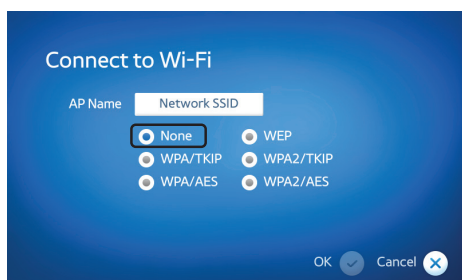 Connect to Wi-Fi
AP Name Network SSID
None WEP
WPA/TKIP WPA2/TKIP
WPA/AES WPA2/AES
OK Cancel